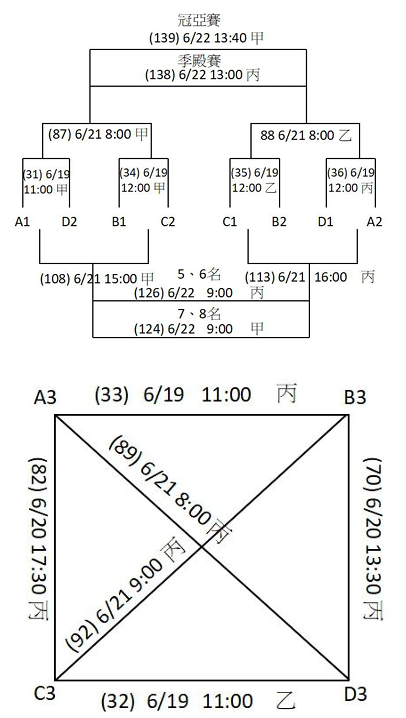 冠亞賽
(139) 6/22 13:40 甲
季殿賽
(138) 6/22 13:00 丙
(87) 6/21 8:00 甲
88 6/21 8:00 乙
(31) 6/19
11:00 甲
(34) 6/19
12:00 甲
(35) 6/19
12:00 乙
(36) 6/19
12:00 丙
A1 D2 B1 C2 C1 B2 D1 A2
(108) 6/21 15:00 甲
(113) 6/21 16:00 丙
5、6名
(126) 6/22 9:00 丙
7、8名
(124) 6/22 9:00 甲
A3 (33) 6/19 11:00 丙 B3
(89) 6/21 8:00 丙
(82) 6/20 17:30 丙
(70) 6/20 13:30 丙
(92) 6/21 9:00 丙
C3 (32) 6/19 11:00 乙 D3